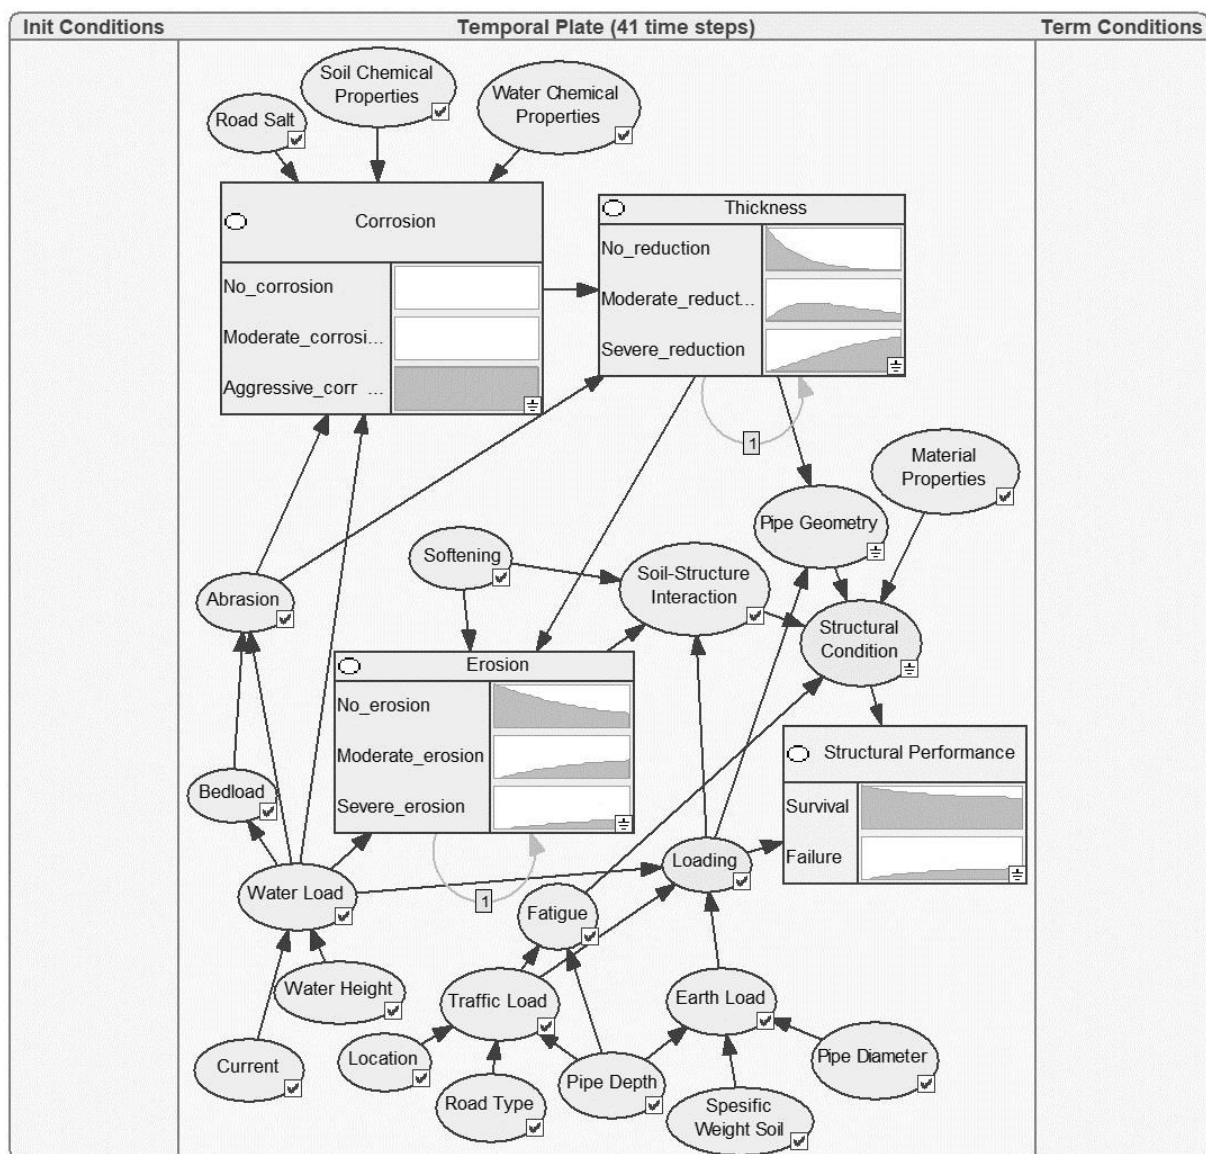 Init Conditions
Temporal Plate (41 time steps)
Term Conditions
Soil Chemical
Properties
Water Chemical
Properties
Road Salt
Corrosion
No_corrosion
Moderate_corrosi...
Aggressive_corr ...
Thickness
No_reduction
Moderate_reduct...
Severe_reduction
1
Material
Properties
Pipe Geometry
Softening
Soil-Structure
Interaction
Abrasion
Structural
Condition
Erosion
No_erosion
Moderate_erosion
Severe_erosion
1
Structural Performance
Survival
Failure
Bedload
Loading
Water Load
Fatigue
Water Height
Traffic Load
Earth Load
Current
Location
Pipe Depth
Pipe Diameter
Road Type
Spesific
Weight Soil